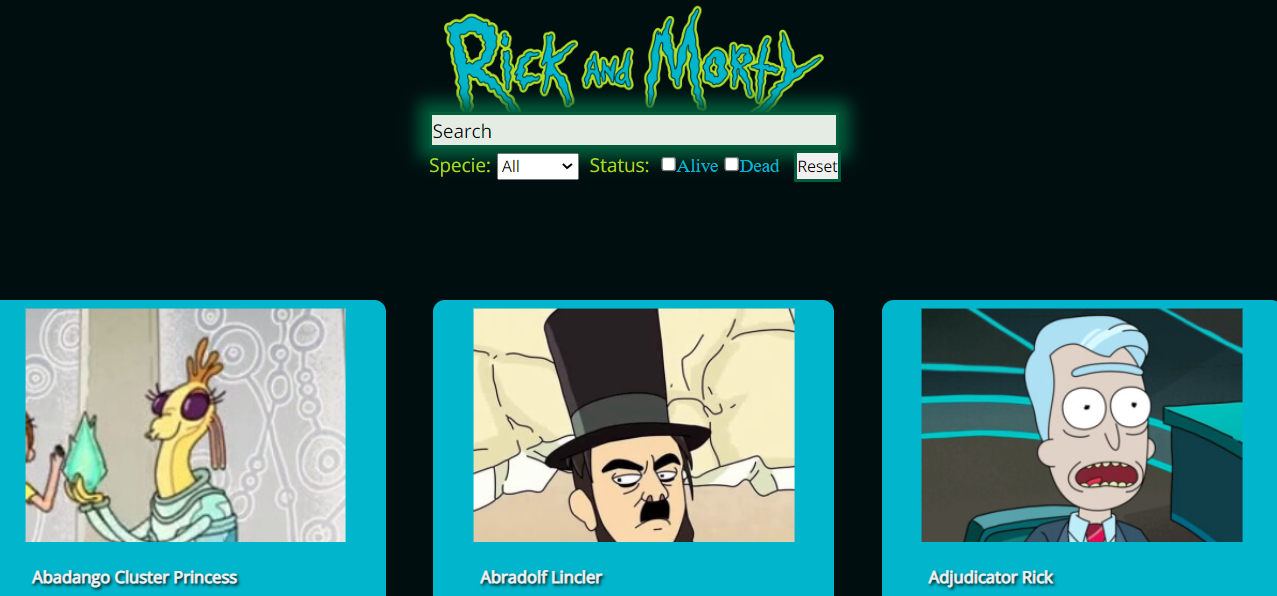 Rick and Morty
Search
Specie: All Status: Alive Dead Reset
Abadango Cluster Princess
Abradolf Lincler
Adjudicator Rick